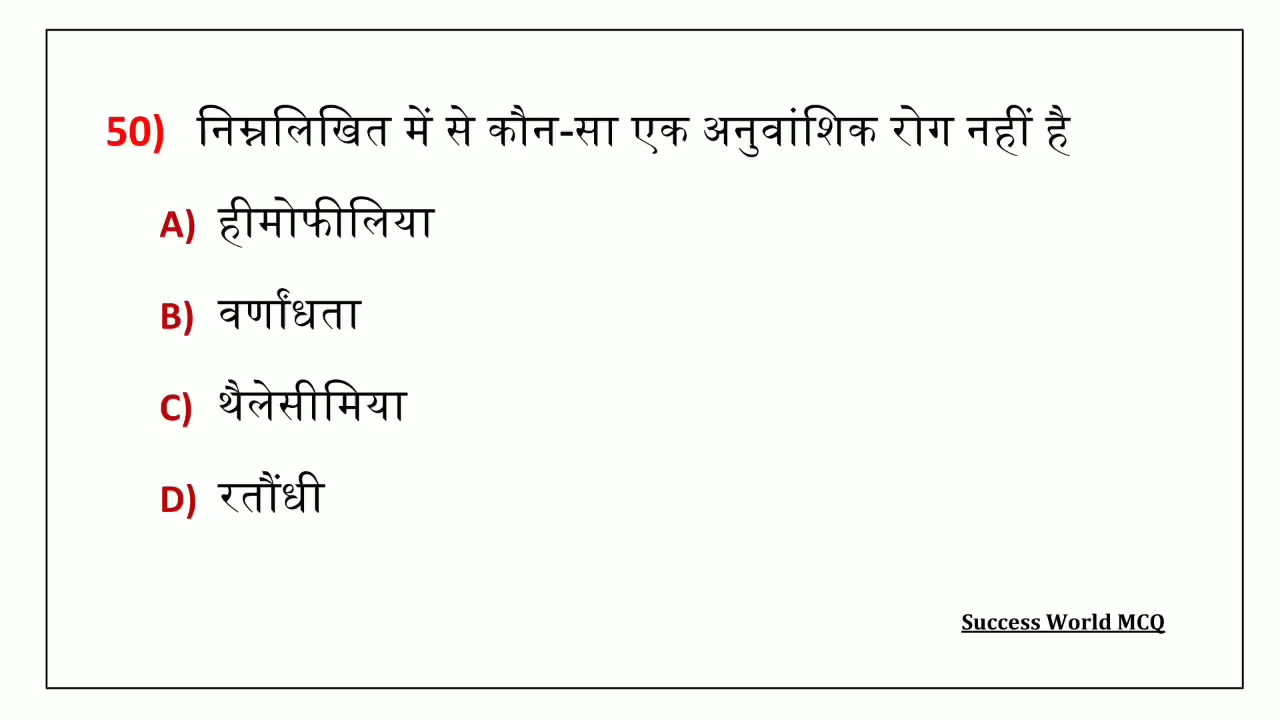 50) निम्नलिखित में से कौन-सा एक अनुवांशिक रोग नहीं है
A) हीमोफीलिया
B) वर्णांधता
C) थैलेसीमिया
D) रतौंधी
Success World MCQ